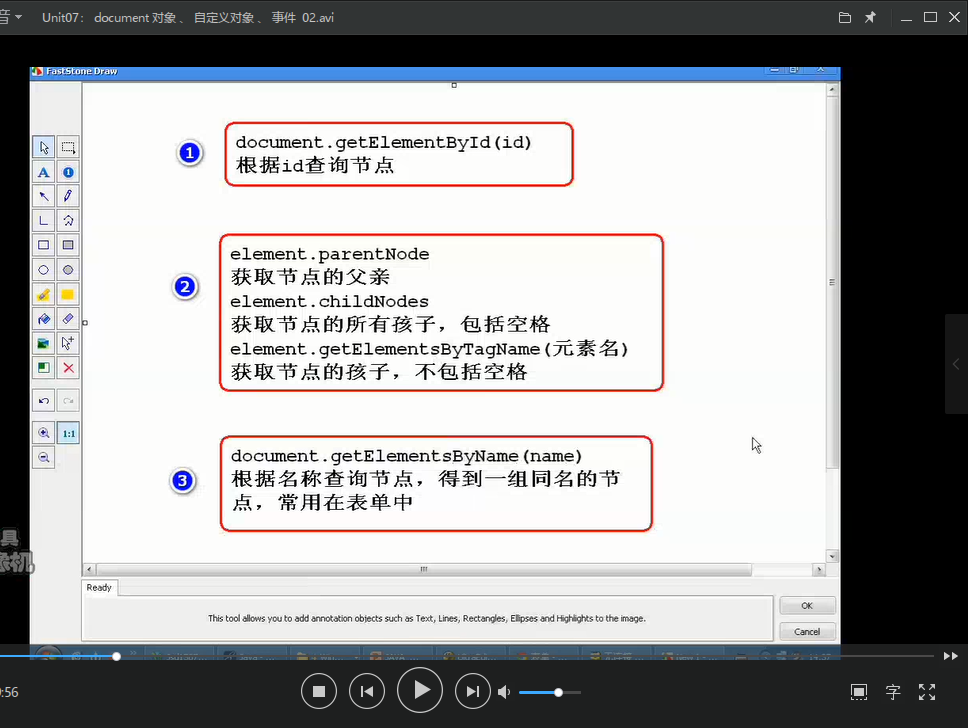 音
Unit07: document 对象 、 自定义对象 、 事件 02.avi
FastStone Draw
1
document.getElementById(id)
根据id查询节点
2
element.parentNode
获取节点的父亲
element.childNodes
获取节点的所有孩子，包括空格
element.getElementsByTagName(元素名)
获取节点的孩子，不包括空格
3
document.getElementsByName(name)
根据名称查询节点，得到一组同名的节
点，常用在表单中
A
1
1:1
具
像机
Ready
This tool allows you to add annotation objects such as Text, Lines, Rectangles, Ellipses and Highlights to the image.
OK
Cancel
:56
字